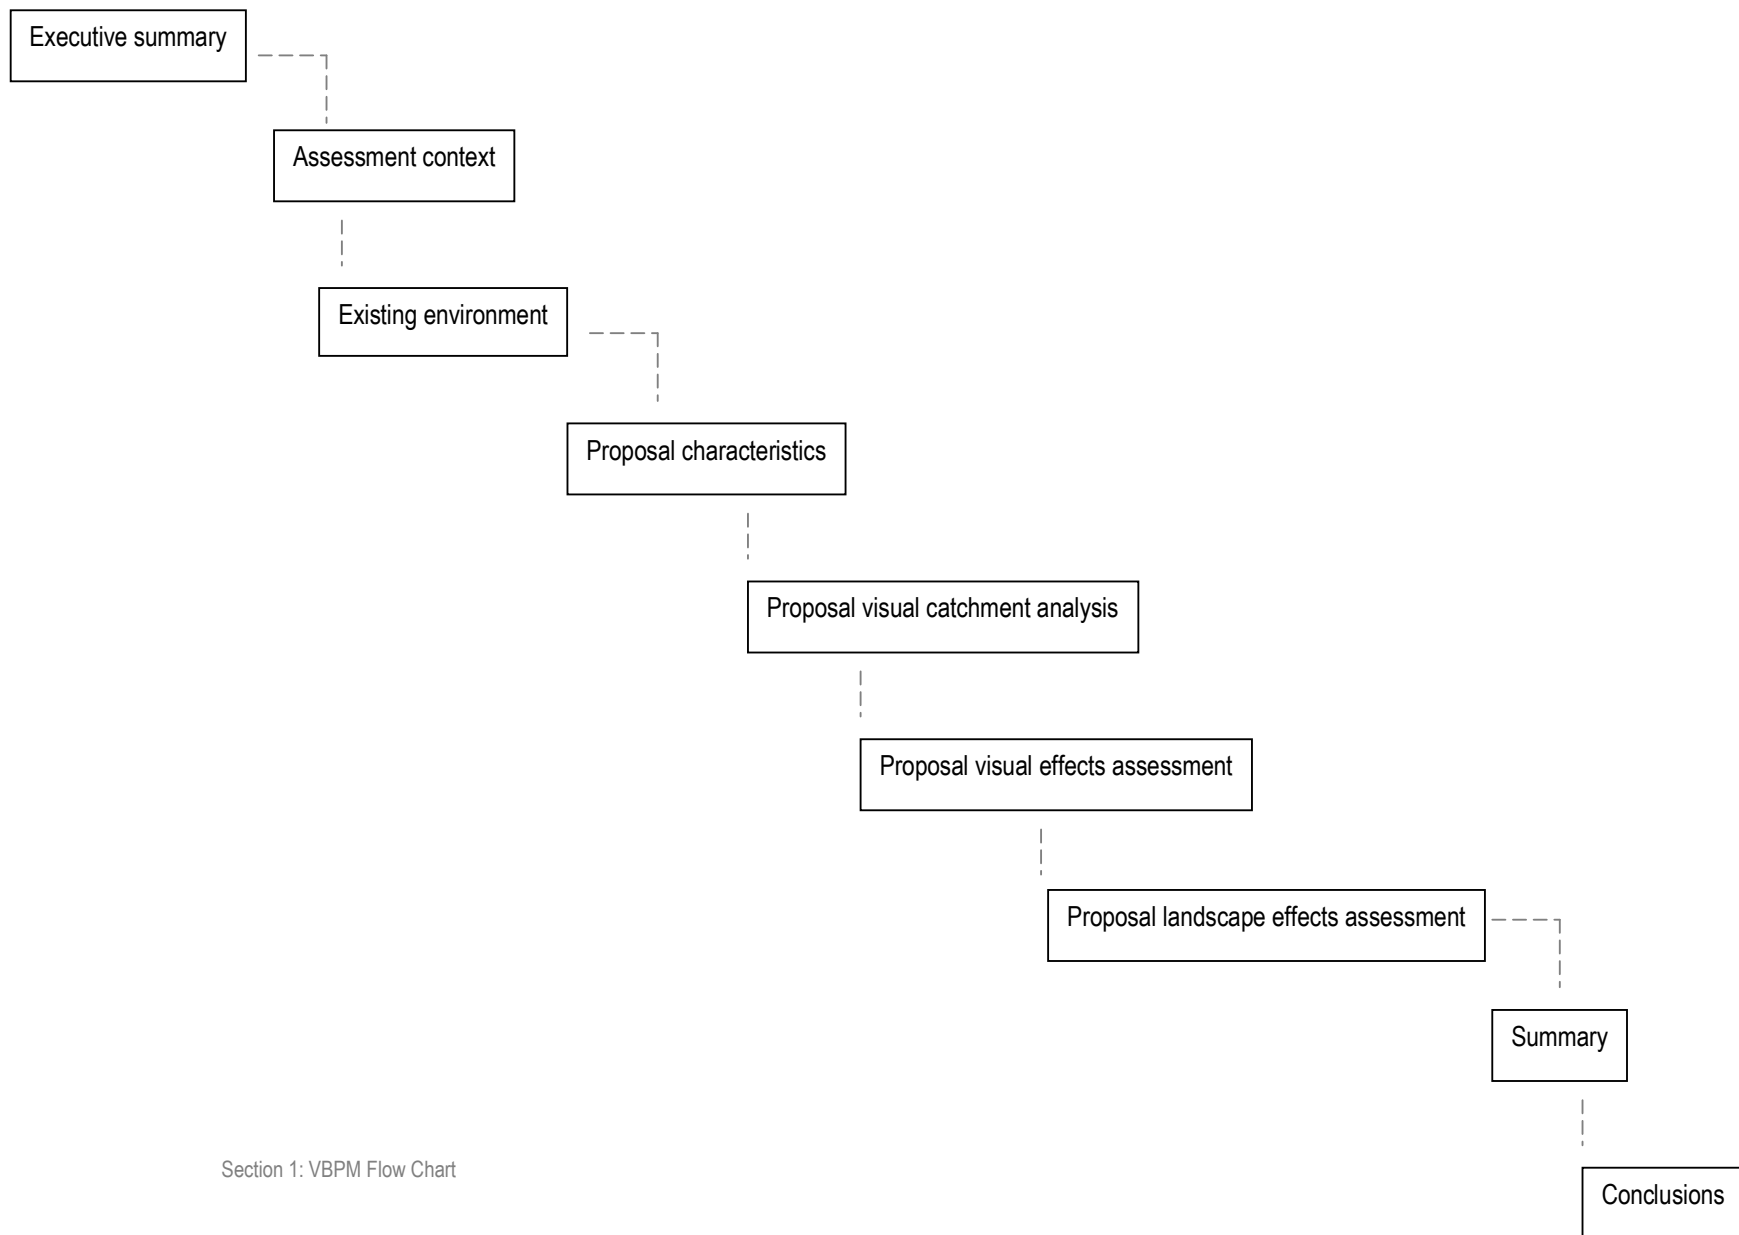 Executive summary
Assessment context
Existing environment
Proposal characteristics
Proposal visual catchment analysis
Proposal visual effects assessment
Proposal landscape effects assessment
Summary
Section 1: VBPM Flow Chart
Conclusions